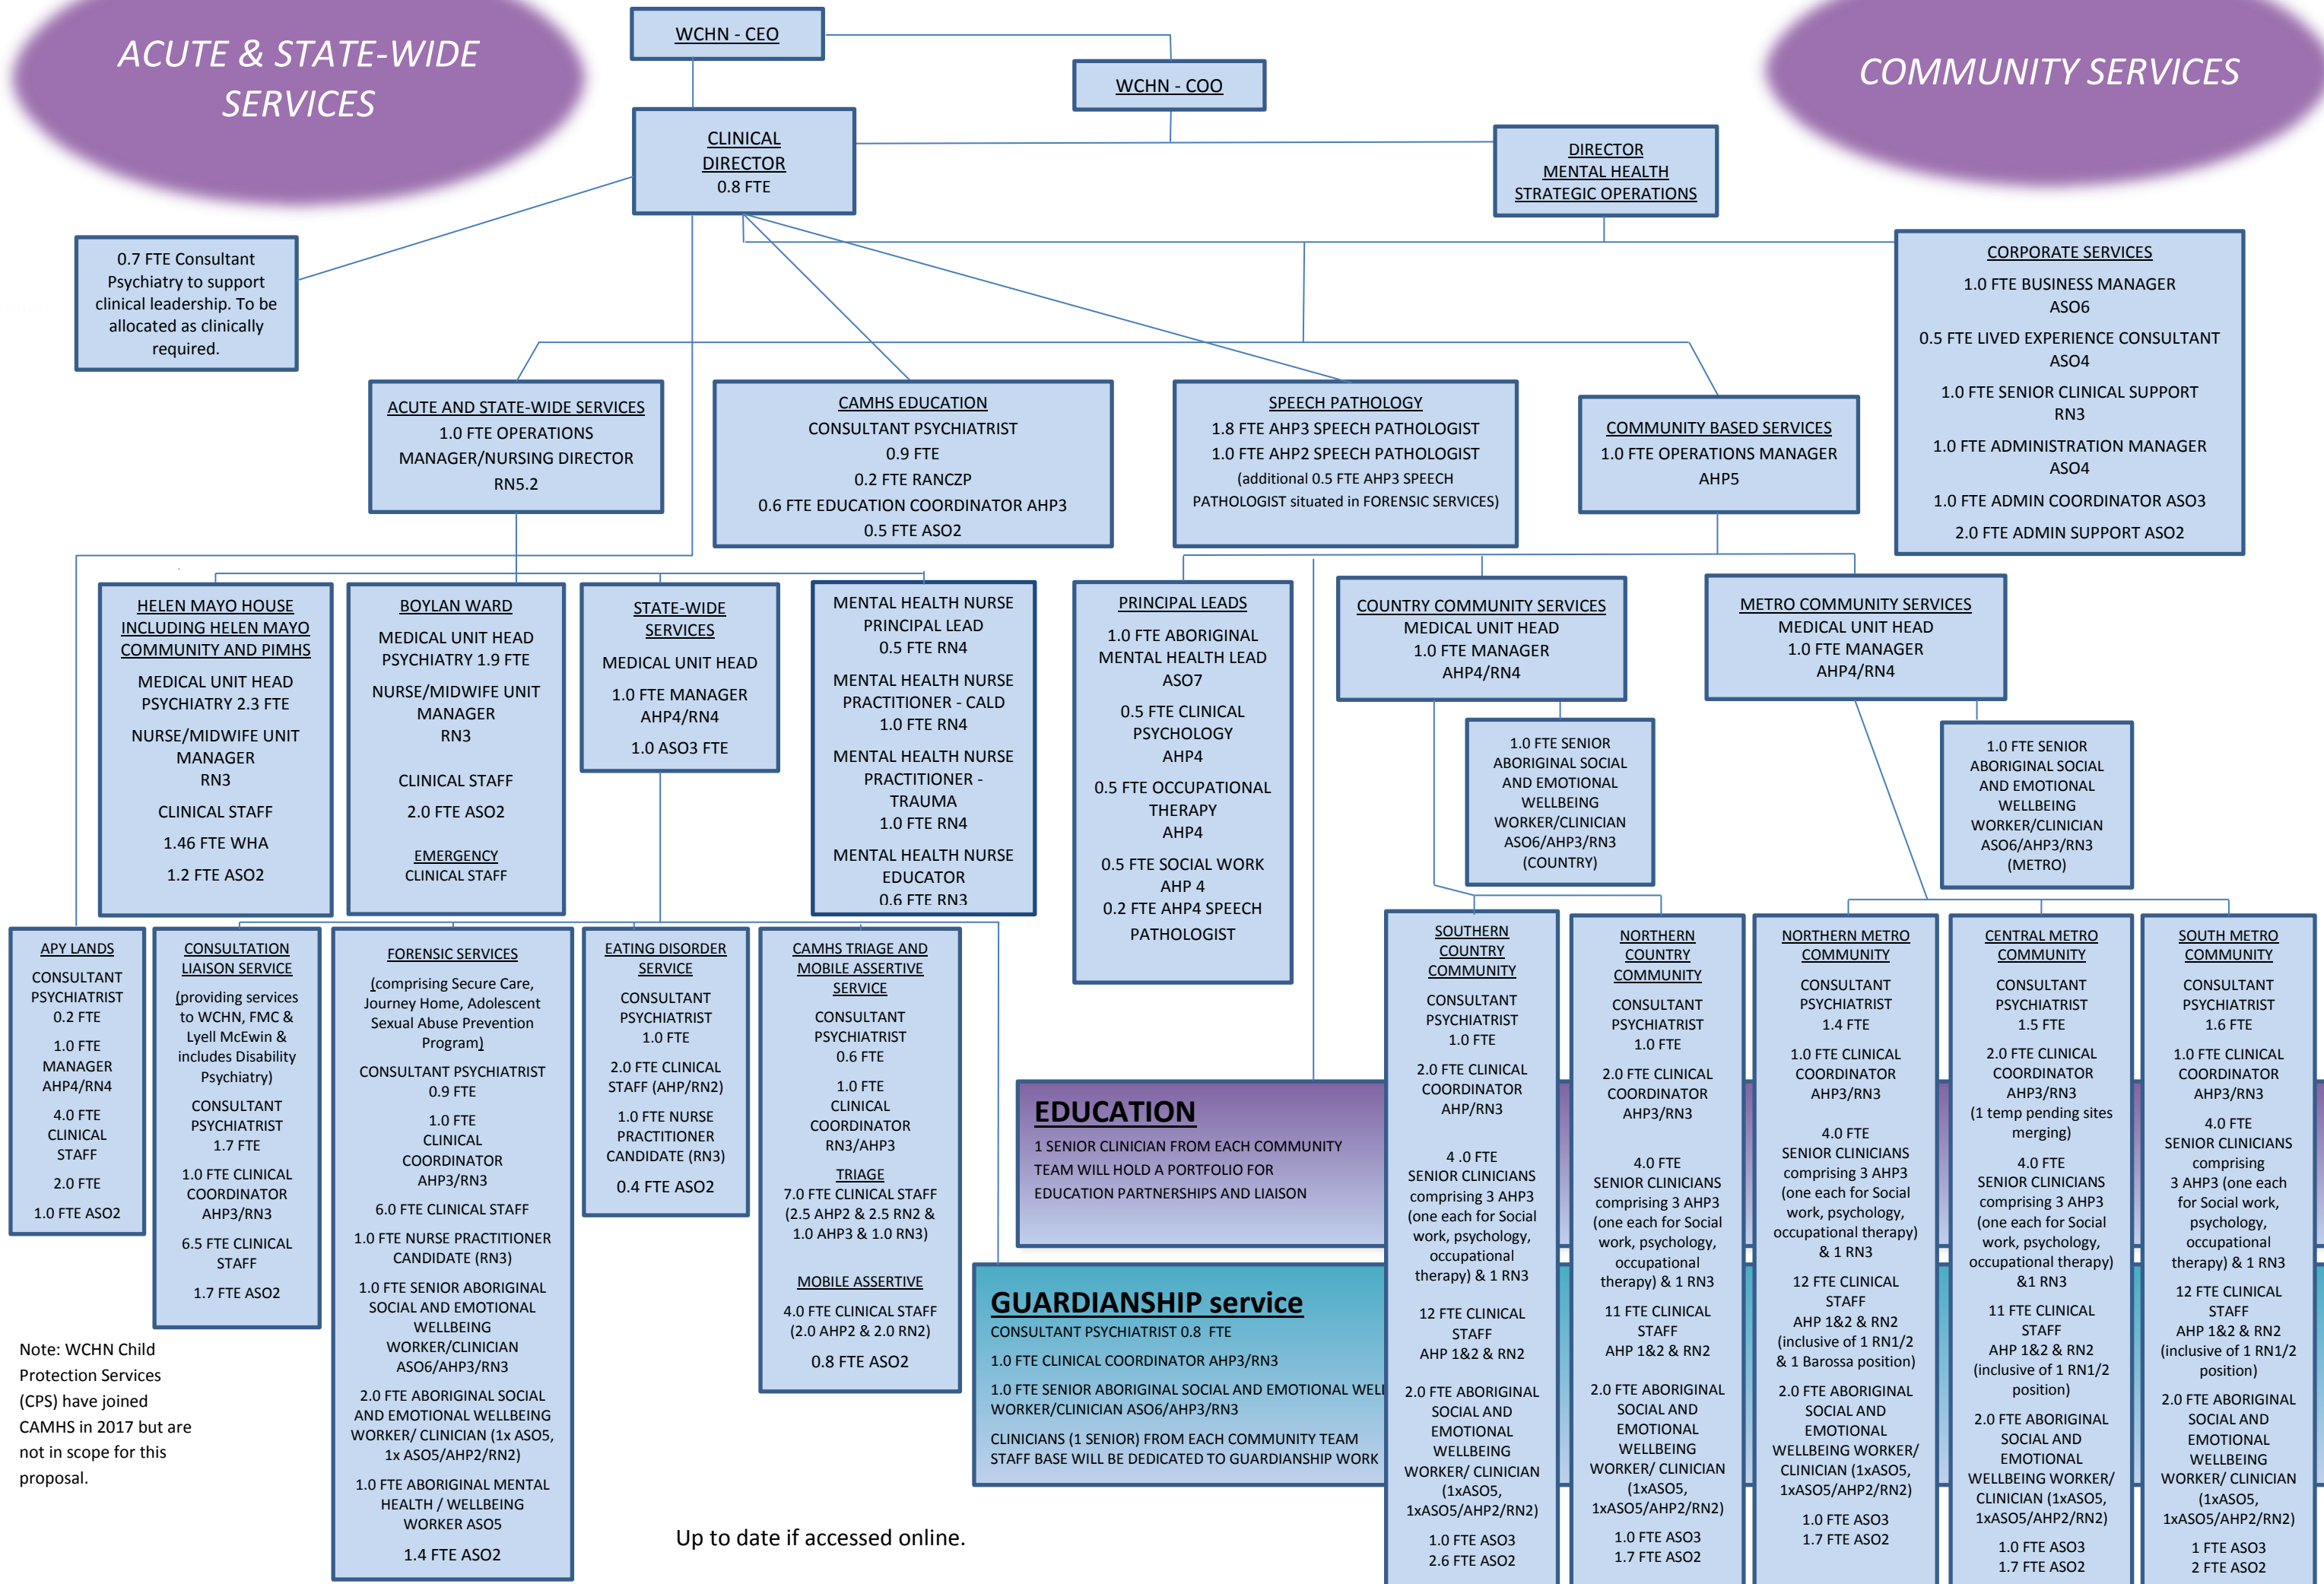 ACUTE & STATE-WIDE
SERVICES
WCHN - CEO
WCHN - COO
COMMUNITY SERVICES
CLINICAL
DIRECTOR
0.8 FTE
DIRECTOR
MENTAL HEALTH
STRATEGIC OPERATIONS
0.7 FTE Consultant
Psychiatry to support
clinical leadership. To be
allocated as clinically
required.
CORPORATE SERVICES
1.0 FTE BUSINESS MANAGER
ASO6
0.5 FTE LIVED EXPERIENCE CONSULTANT
ASO4
1.0 FTE SENIOR CLINICAL SUPPORT
RN3
1.0 FTE ADMINISTRATION MANAGER
ASO4
1.0 FTE ADMIN COORDINATOR ASO3
2.0 FTE ADMIN SUPPORT ASO2
ACUTE AND STATE-WIDE SERVICES
1.0 FTE OPERATIONS
MANAGER/NURSING DIRECTOR
RN5.2
CAMHS EDUCATION
CONSULTANT PSYCHIATRIST
0.9 FTE
0.2 FTE RANCZP
0.6 FTE EDUCATION COORDINATOR AHP3
0.5 FTE ASO2
SPEECH PATHOLOGY
1.8 FTE AHP3 SPEECH PATHOLOGIST
1.0 FTE AHP2 SPEECH PATHOLOGIST
(additional 0.5 FTE AHP3 SPEECH
PATHOLOGIST situated in FORENSIC SERVICES)
COMMUNITY BASED SERVICES
1.0 FTE OPERATIONS MANAGER
AHP5
HELEN MAYO HOUSE
INCLUDING HELEN MAYO
COMMUNITY AND PIMHS
MEDICAL UNIT HEAD
PSYCHIATRY 2.3 FTE
NURSE/MIDWIFE UNIT
MANAGER
RN3
CLINICAL STAFF
1.46 FTE WHA
1.2 FTE ASO2
BOYLAN WARD
MEDICAL UNIT HEAD
PSYCHIATRY 1.9 FTE
NURSE/MIDWIFE UNIT
MANAGER
RN3
CLINICAL STAFF
2.0 FTE ASO2
EMERGENCY
CLINICAL STAFF
STATE-WIDE
SERVICES
MEDICAL UNIT HEAD
1.0 FTE MANAGER
AHP4/RN4
1.0 ASO3 FTE
MENTAL HEALTH NURSE
PRINCIPAL LEAD
0.5 FTE RN4
MENTAL HEALTH NURSE
PRACTITIONER - CALD
1.0 FTE RN4
MENTAL HEALTH NURSE
PRACTITIONER -
TRAUMA
1.0 FTE RN4
MENTAL HEALTH NURSE
EDUCATOR
0.6 FTE RN3
PRINCIPAL LEADS
1.0 FTE ABORIGINAL
MENTAL HEALTH LEAD
ASO7
0.5 FTE CLINICAL
PSYCHOLOGY
AHP4
0.5 FTE OCCUPATIONAL
THERAPY
AHP4
0.5 FTE SOCIAL WORK
AHP 4
0.2 FTE AHP4 SPEECH
PATHOLOGIST
COUNTRY COMMUNITY SERVICES
MEDICAL UNIT HEAD
1.0 FTE MANAGER
AHP4/RN4
METRO COMMUNITY SERVICES
MEDICAL UNIT HEAD
1.0 FTE MANAGER
AHP4/RN4
1.0 FTE SENIOR
ABORIGINAL SOCIAL
AND EMOTIONAL
WELLBEING
WORKER/CLINICIAN
ASO6/AHP3/RN3
(COUNTRY)
1.0 FTE SENIOR
ABORIGINAL SOCIAL
AND EMOTIONAL
WELLBEING
WORKER/CLINICIAN
ASO6/AHP3/RN3
(METRO)
APY LANDS
CONSULTANT
PSYCHIATRIST
0.2 FTE
1.0 FTE
MANAGER
AHP4/RN4
4.0 FTE
CLINICAL
STAFF
2.0 FTE
1.0 FTE ASO2
CONSULTATION
LIAISON SERVICE
(providing services
to WCHN, FMC &
Lyell McEwin &
includes Disability
Psychiatry)
CONSULTANT
PSYCHIATRIST
1.7 FTE
1.0 FTE CLINICAL
COORDINATOR
AHP3/RN3
6.5 FTE CLINICAL
STAFF
1.7 FTE ASO2
FORENSIC SERVICES
(comprising Secure Care,
Journey Home, Adolescent
Sexual Abuse Prevention
Program)
CONSULTANT PSYCHIATRIST
0.9 FTE
1.0 FTE
CLINICAL
COORDINATOR
AHP3/RN3
6.0 FTE CLINICAL STAFF
1.0 FTE NURSE PRACTITIONER
CANDIDATE (RN3)
1.0 FTE SENIOR ABORIGINAL
SOCIAL AND EMOTIONAL
WELLBEING
WORKER/CLINICIAN
ASO6/AHP3/RN3
2.0 FTE ABORIGINAL SOCIAL
AND EMOTIONAL WELLBEING
WORKER/ CLINICIAN (1x ASO5,
1x ASO5/AHP2/RN2)
1.0 FTE ABORIGINAL MENTAL
HEALTH / WELLBEING
WORKER ASO5
1.4 FTE ASO2
EATING DISORDER
SERVICE
CONSULTANT
PSYCHIATRIST
1.0 FTE
2.0 FTE CLINICAL
STAFF (AHP/RN2)
1.0 FTE NURSE
PRACTITIONER
CANDIDATE (RN3)
0.4 FTE ASO2
CAMHS TRIAGE AND
MOBILE ASSERTIVE
SERVICE
CONSULTANT
PSYCHIATRIST
0.6 FTE
1.0 FTE
CLINICAL
COORDINATOR
RN3/AHP3
TRIAGE
7.0 FTE CLINICAL STAFF
(2.5 AHP2 & 2.5 RN2 &
1.0 AHP3 & 1.0 RN3)
MOBILE ASSERTIVE
4.0 FTE CLINICAL STAFF
(2.0 AHP2 & 2.0 RN2)
0.8 FTE ASO2
EDUCATION
1 SENIOR CLINICIAN FROM EACH COMMUNITY
TEAM WILL HOLD A PORTFOLIO FOR
EDUCATION PARTNERSHIPS AND LIAISON
GUARDIANSHIP service
CONSULTANT PSYCHIATRIST 0.8 FTE
1.0 FTE CLINICAL COORDINATOR AHP3/RN3
1.0 FTE SENIOR ABORIGINAL SOCIAL AND EMOTIONAL WELL
WORKER/CLINICIAN ASO6/AHP3/RN3
CLINICIANS (1 SENIOR) FROM EACH COMMUNITY TEAM
STAFF BASE WILL BE DEDICATED TO GUARDIANSHIP WORK
SOUTHERN
COUNTRY
COMMUNITY
CONSULTANT
PSYCHIATRIST
1.0 FTE
2.0 FTE CLINICAL
COORDINATOR
AHP/RN3
4 .0 FTE
SENIOR CLINICIANS
comprising 3 AHP3
(one each for Social
work, psychology,
occupational
therapy) & 1 RN3
12 FTE CLINICAL
STAFF
AHP 1&2 & RN2
2.0 FTE ABORIGINAL
SOCIAL AND
EMOTIONAL
WELLBEING
WORKER/ CLINICIAN
(1xASO5,
1xASO5/AHP2/RN2)
1.0 FTE ASO3
2.6 FTE ASO2
NORTHERN
COUNTRY
COMMUNITY
CONSULTANT
PSYCHIATRIST
1.0 FTE
2.0 FTE CLINICAL
COORDINATOR
AHP3/RN3
4.0 FTE
SENIOR CLINICIANS
comprising 3 AHP3
(one each for Social
work, psychology,
occupational
therapy) & 1 RN3
11 FTE CLINICAL
STAFF
AHP 1&2 & RN2
2.0 FTE ABORIGINAL
SOCIAL AND
EMOTIONAL
WELLBEING
WORKER/ CLINICIAN
(1xASO5,
1xASO5/AHP2/RN2)
1.0 FTE ASO3
1.7 FTE ASO2
NORTHERN METRO
COMMUNITY
CONSULTANT
PSYCHIATRIST
1.4 FTE
1.0 FTE CLINICAL
COORDINATOR
AHP3/RN3
4.0 FTE
SENIOR CLINICIANS
comprising 3 AHP3
(one each for Social
work, psychology,
occupational therapy)
& 1 RN3
12 FTE CLINICAL
STAFF
AHP 1&2 & RN2
(inclusive of 1 RN1/2
& 1 Barossa position)
2.0 FTE ABORIGINAL
SOCIAL AND
EMOTIONAL
WELLBEING WORKER/
CLINICIAN (1xASO5,
1xASO5/AHP2/RN2)
1.0 FTE ASO3
1.7 FTE ASO2
CENTRAL METRO
COMMUNITY
CONSULTANT
PSYCHIATRIST
1.5 FTE
2.0 FTE CLINICAL
COORDINATOR
AHP3/RN3
(1 temp pending sites
merging)
4.0 FTE
SENIOR CLINICIANS
comprising 3 AHP3
(one each for Social
work, psychology,
occupational therapy)
&1 RN3
11 FTE CLINICAL
STAFF
AHP 1&2 & RN2
(inclusive of 1 RN1/2
position)
2.0 FTE ABORIGINAL
SOCIAL AND
EMOTIONAL
WELLBEING WORKER/
CLINICIAN (1xASO5,
1xASO5/AHP2/RN2)
1.0 FTE ASO3
1.7 FTE ASO2
SOUTH METRO
COMMUNITY
CONSULTANT
PSYCHIATRIST
1.6 FTE
1.0 FTE CLINICAL
COORDINATOR
AHP3/RN3
4.0 FTE
SENIOR CLINICIANS
comprising
3 AHP3 (one each
for Social work,
psychology,
occupational
therapy) & 1 RN3
12 FTE CLINICAL
STAFF
AHP 1&2 & RN2
(inclusive of 1 RN1/2
position)
2.0 FTE ABORIGINAL
SOCIAL AND
EMOTIONAL
WELLBEING
WORKER/ CLINICIAN
(1xASO5,
1xASO5/AHP2/RN2)
1 FTE ASO3
2 FTE ASO2
Note: WCHN Child
Protection Services
(CPS) have joined
CAMHS in 2017 but are
not in scope for this
proposal.
Up to date if accessed online.